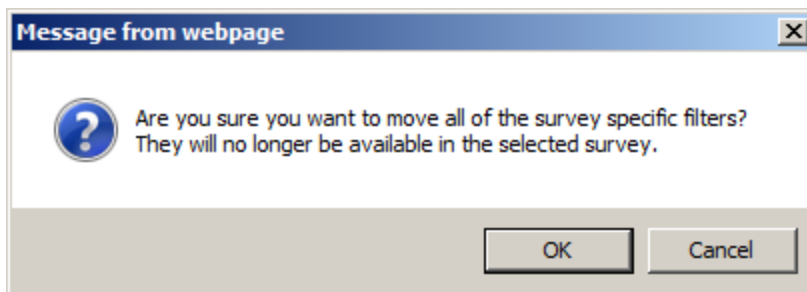 Message from webpage
Are you sure you want to move all of the survey specific filters?
They will no longer be available in the selected survey.
OK
Cancel